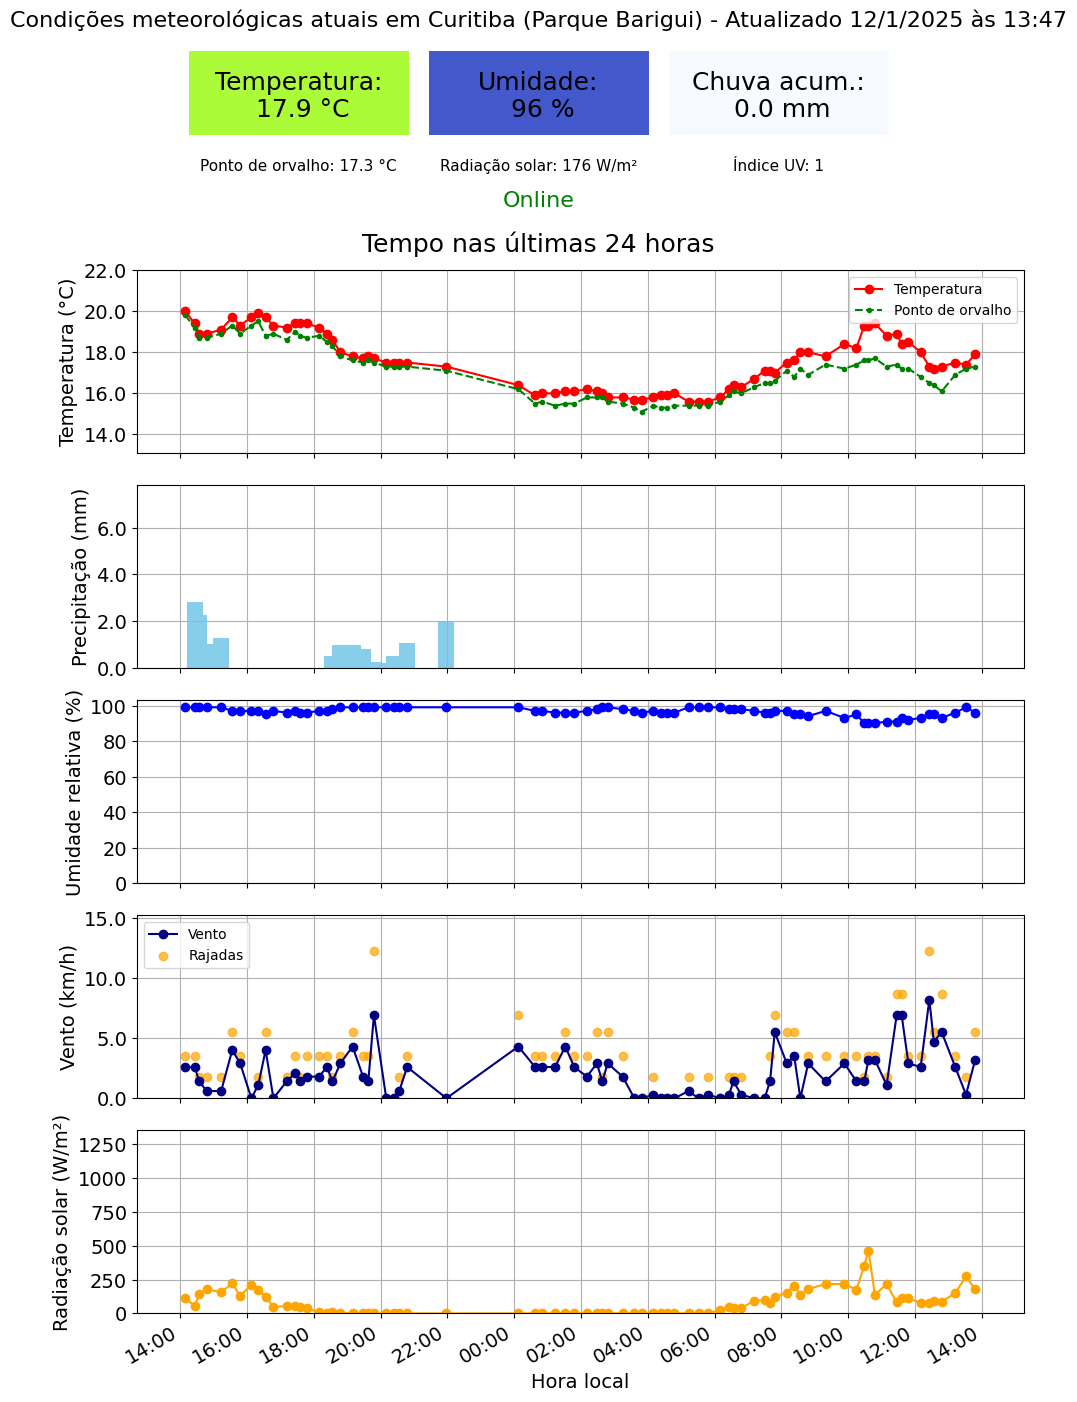 Condições meteorológicas atuais em Curitiba (Parque Barigui) - Atualizado 12/1/2025 às 13:47
Temperatura:
17.9 °C
Umidade:
96 %
Chuva acum.:
0.0 mm
Ponto de orvalho: 17.3 °C
Radiação solar: 176 W/m²
Índice UV: 1
Online
Tempo nas últimas 24 horas
Temperatura (°C)
22.0
20.0
18.0
16.0
14.0
Temperatura
Ponto de orvalho
Precipitação (mm)
6.0
4.0
2.0
0.0
Umidade relativa (%)
100
80
60
40
20
0
Vento (km/h)
15.0
10.0
5.0
0.0
Vento
Rajadas
Radiação solar (W/m²)
1250
1000
750
500
250
0
14:00
16:00
18:00
20:00
22:00
00:00
02:00
04:00
06:00
08:00
10:00
12:00
14:00
Hora local